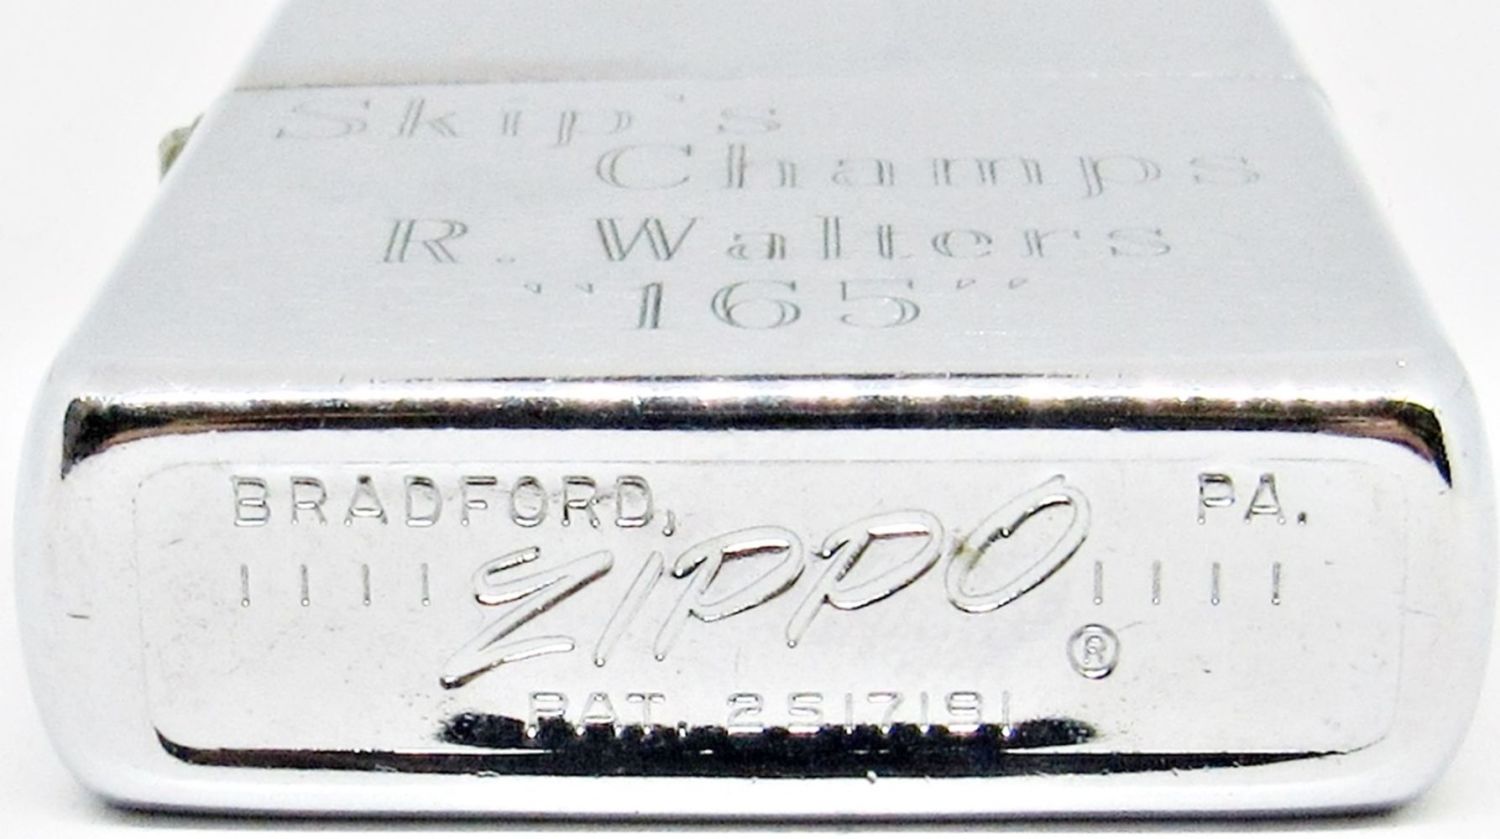 Skip's
Champs
R. Walters
"165"
BRADFORD, PA.
| | | | ZIPPO | | | |
®
PAT. 2517191